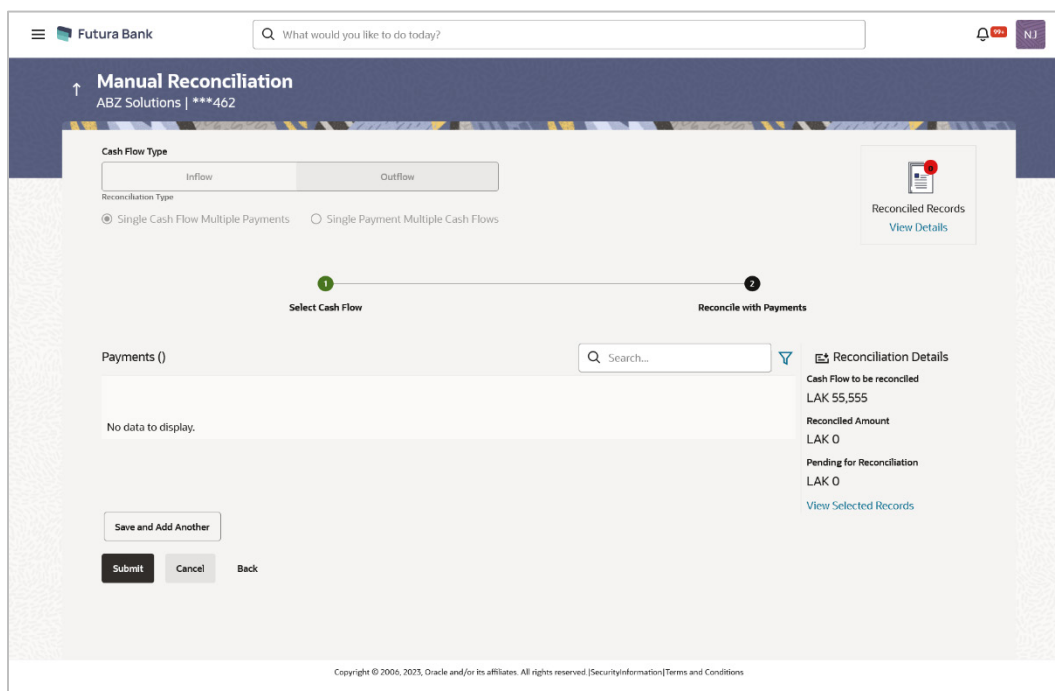 Futura Bank
What would you like to do today?
99+
NJ
Manual Reconciliation
ABZ Solutions | ***462
Cash Flow Type
Inflow
Outflow
Reconciliation Type
Single Cash Flow Multiple Payments
Single Payment Multiple Cash Flows
0
Reconciled Records
View Details
1
Select Cash Flow
2
Reconcile with Payments
Payments ()
Search...
No data to display.
Reconciliation Details
Cash Flow to be reconciled
LAK 55,555
Reconciled Amount
LAK 0
Pending for Reconciliation
LAK 0
View Selected Records
Save and Add Another
Submit
Cancel
Back
Copyright © 2006, 2023, Oracle and/or its affiliates. All rights reserved.|SecurityInformation|Terms and Conditions